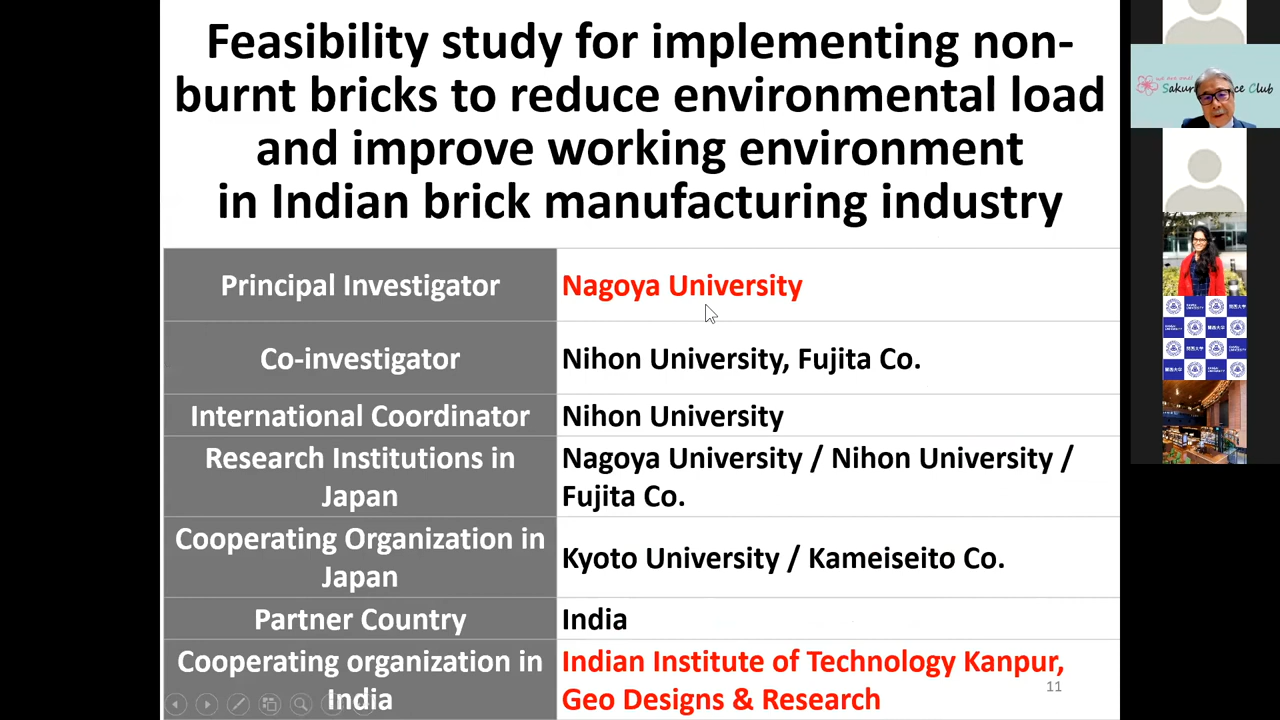 Feasibility study for implementing non-
burnt bricks to reduce environmental load
and improve working environment
in Indian brick manufacturing industry
Principal Investigator
Nagoya University
Co-investigator
Nihon University, Fujita Co.
International Coordinator
Nihon University
Research Institutions in
Japan
Nagoya University / Nihon University /
Fujita Co.
Cooperating Organization in
Japan
Kyoto University / Kameiseito Co.
Partner Country
India
Cooperating organization in
India
Indian Institute of Technology Kanpur,
Geo Designs & Research
11
Club